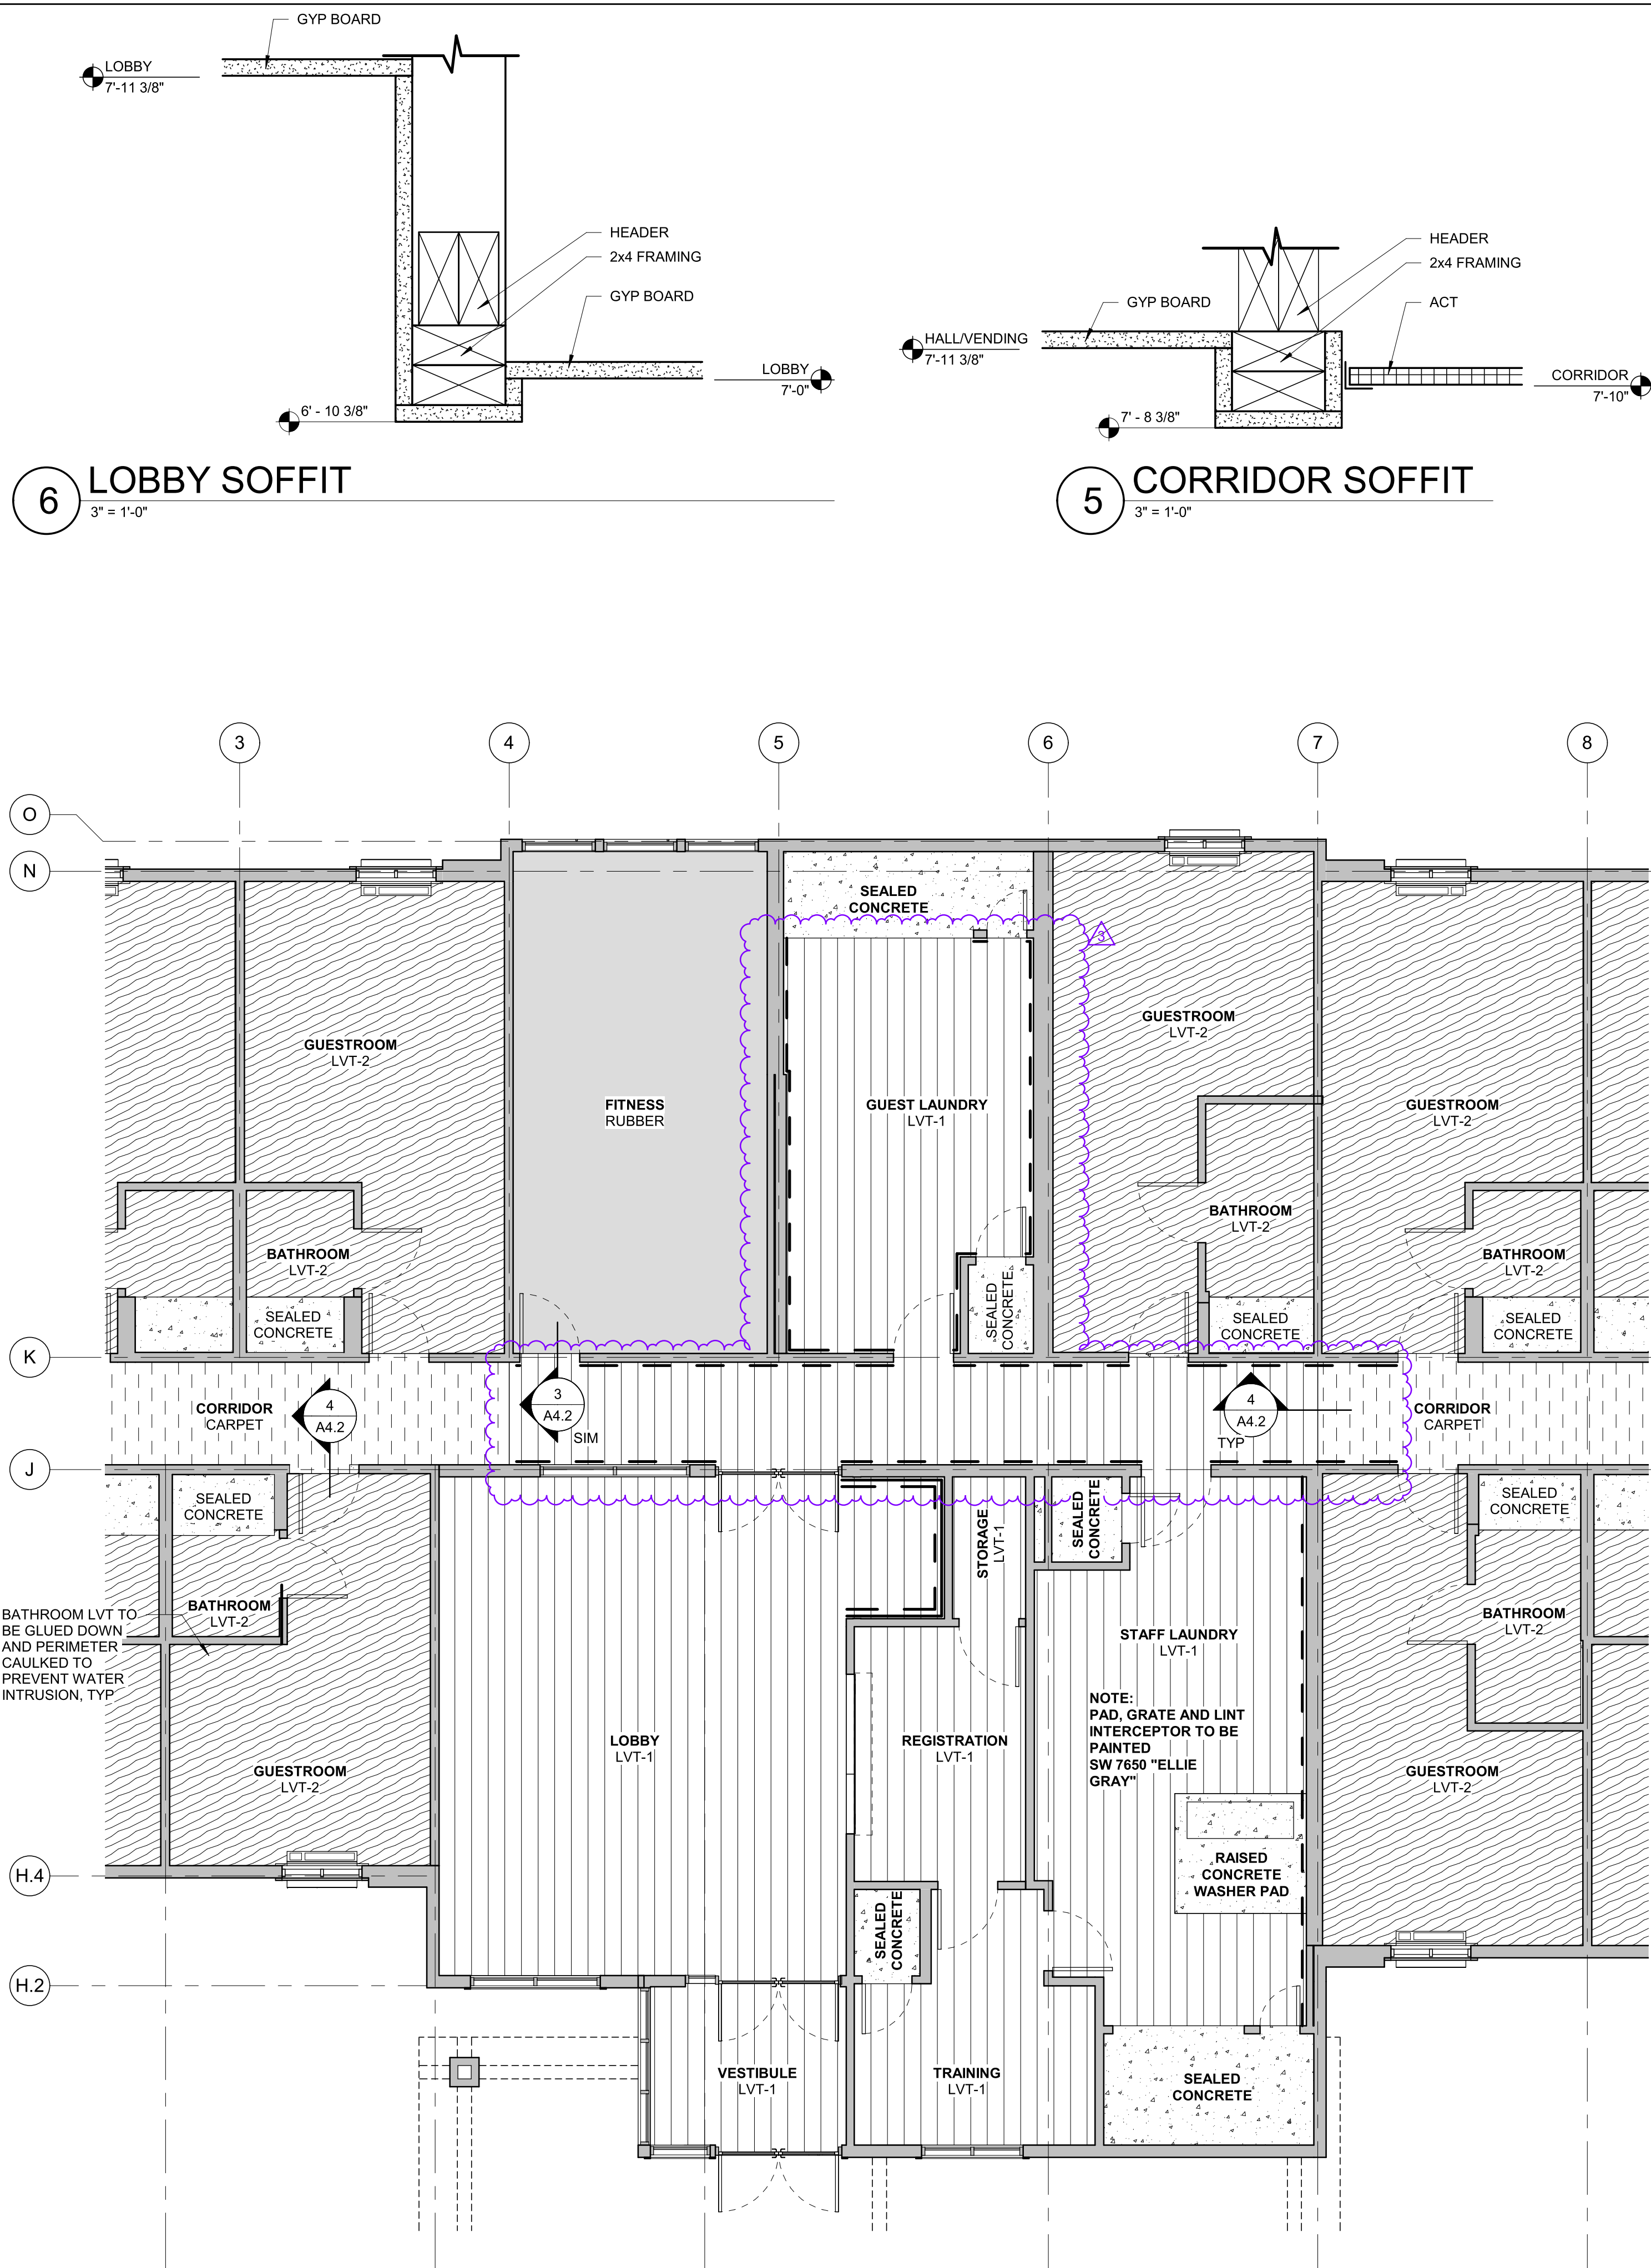 GYP BOARD
LOBBY
7'-11 3/8"
HEADER
2x4 FRAMING
GYP BOARD
LOBBY
7'-0"
6' - 10 3/8"
6
LOBBY SOFFIT
3" = 1'-0"
HEADER
2x4 FRAMING
GYP BOARD
ACT
HALL/VENDING
7'-11 3/8"
CORRIDOR
7'-10"
7' - 8 3/8"
5
CORRIDOR SOFFIT
3" = 1'-0"
3
4
5
6
7
8
O
N
K
J
H.4
H.2
SEALED
CONCRETE
3
GUESTROOM
LVT-2
GUESTROOM
LVT-2
FITNESS
RUBBER
GUEST LAUNDRY
LVT-1
GUESTROOM
LVT-2
BATHROOM
LVT-2
BATHROOM
LVT-2
BATHROOM
LVT-2
SEALED
CONCRETE
SEALED
CONCRETE
SEALED
CONCRETE
SEALED
CONCRETE
CORRIDOR
CARPET
4
A4.2
3
A4.2
SIM
4
A4.2
TYP
CORRIDOR
CARPET
SEALED
CONCRETE
SEALED
CONCRETE
SEALED
CONCRETE
STORAGE
LVT-1
BATHROOM LVT TO
BE GLUED DOWN
AND PERIMETER
CAULKED TO
PREVENT WATER
INTRUSION, TYP
BATHROOM
LVT-2
STAFF LAUNDRY
LVT-1
BATHROOM
LVT-2
NOTE:
PAD, GRATE AND LINT
INTERCEPTOR TO BE
PAINTED
SW 7650 "ELLIE
GRAY"
LOBBY
LVT-1
REGISTRATION
LVT-1
GUESTROOM
LVT-2
GUESTROOM
LVT-2
RAISED
CONCRETE
WASHER PAD
SEALED
CONCRETE
VESTIBULE
LVT-1
TRAINING
LVT-1
SEALED
CONCRETE